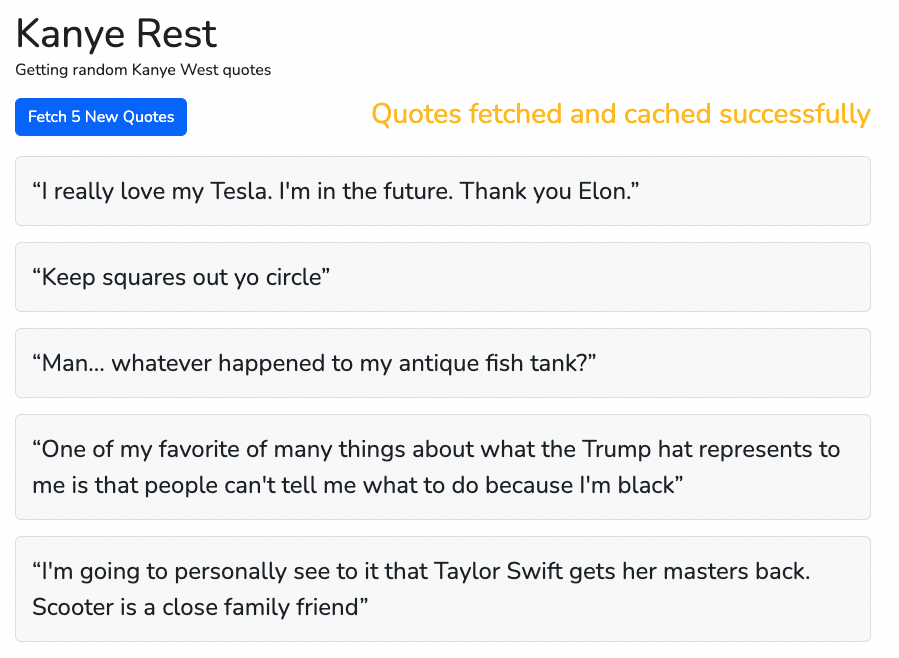 Kanye Rest
Getting random Kanye West quotes
Fetch 5 New Quotes
Quotes fetched and cached successfully
“I really love my Tesla. I'm in the future. Thank you Elon.”
“Keep squares out yo circle”
“Man... whatever happened to my antique fish tank?”
“One of my favorite of many things about what the Trump hat represents to
me is that people can't tell me what to do because I'm black”
“I'm going to personally see to it that Taylor Swift gets her masters back.
Scooter is a close family friend”